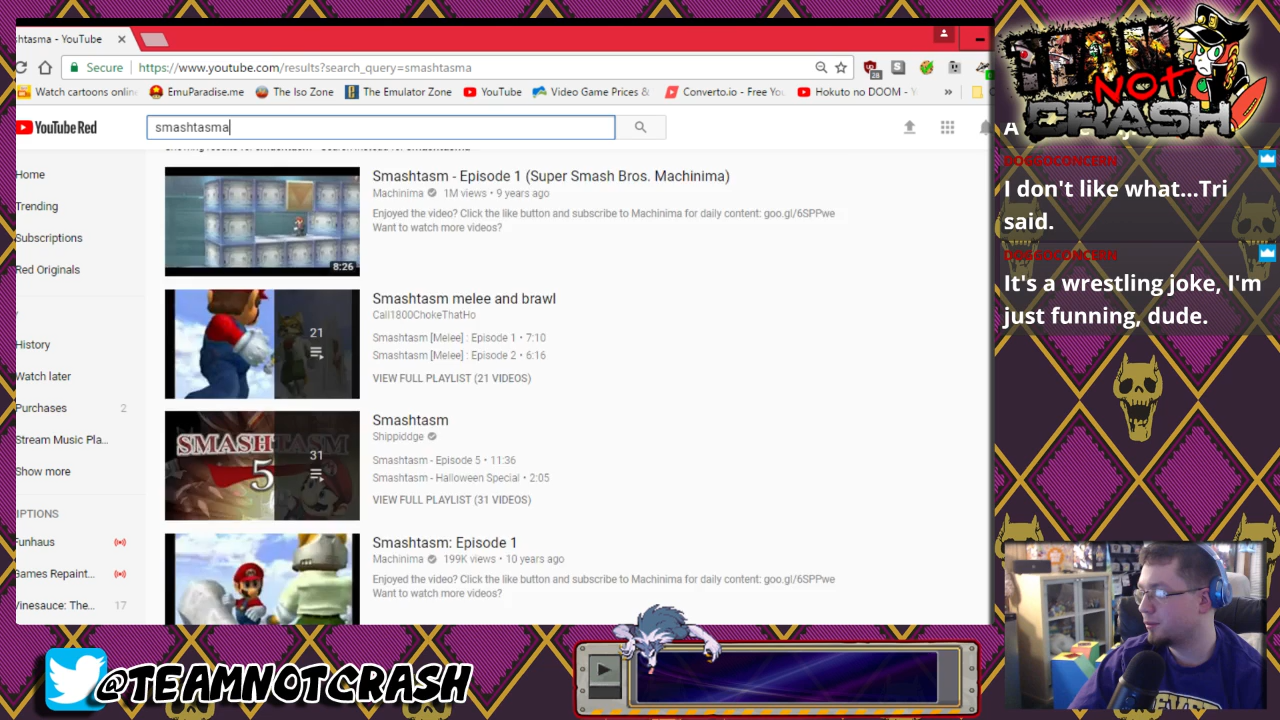 htasma - YouTube
Secure
https://www.youtube.com/results?search_query=smashtasma
28
Watch cartoons onlin
EmuParadise.me
The Iso Zone
The Emulator Zone
YouTube
Video Game Prices &
Converto.io - Free Yo
Hokuto no DOOM - Y
YouTube Red
smashtasma
Home
Trending
Subscriptions
Red Originals
History
Watch later
Purchases 2
Stream Music Pla...
Show more
IPTIONS
Funhaus
Games Repaint...
Vinesauce: The... 17
8:26
Smashtasm - Episode 1 (Super Smash Bros. Machinima)
Machinima 1M views • 9 years ago
Enjoyed the video? Click the like button and subscribe to Machinima for daily content: goo.gl/6SPPwe
Want to watch more videos?
21
Smashtasm melee and brawl
Call1800ChokeThatHo
Smashtasm [Melee] : Episode 1 • 7:10
Smashtasm [Melee] : Episode 2 • 6:16
VIEW FULL PLAYLIST (21 VIDEOS)
SMASHTASM
5
31
Smashtasm
Shippiddge
Smashtasm - Episode 5 • 11:36
Smashtasm - Halloween Special • 2:05
VIEW FULL PLAYLIST (31 VIDEOS)
Smashtasm: Episode 1
Machinima 199K views • 10 years ago
Enjoyed the video? Click the like button and subscribe to Machinima for daily content: goo.gl/6SPPwe
Want to watch more videos?
TEAM
NOT
CRASH
DOGGOCONCERN
I don't like what...Tri
said.
DOGGOCONCERN
It's a wrestling joke, I'm
just funning, dude.
@TEAMNOTCRASH